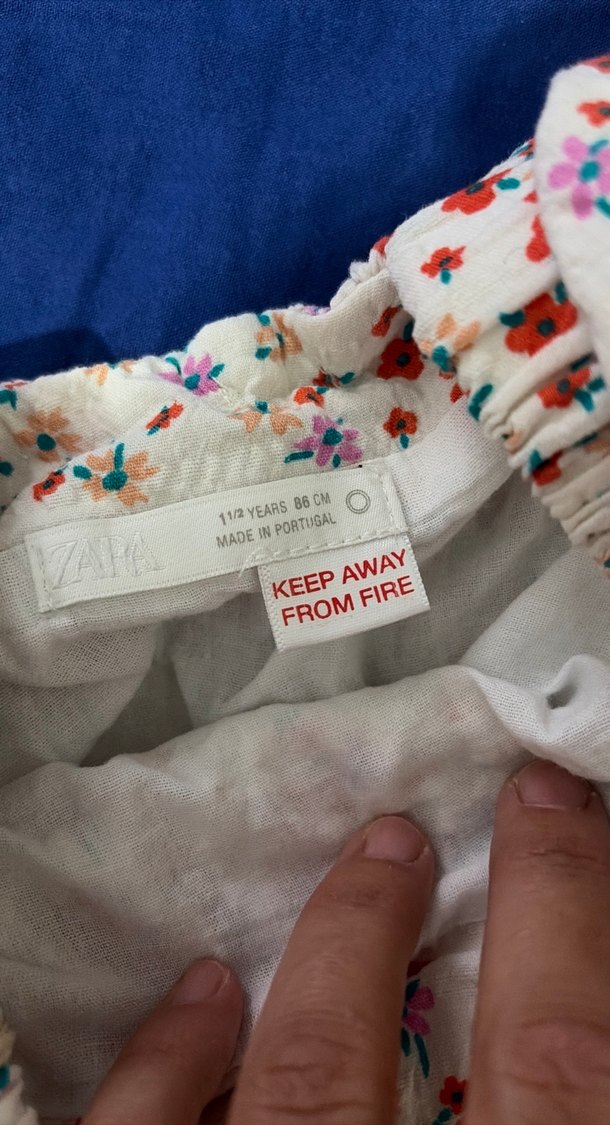 ZARA
1 1/2 YEARS 86 CM
MADE IN PORTUGAL
KEEP AWAY
FROM FIRE